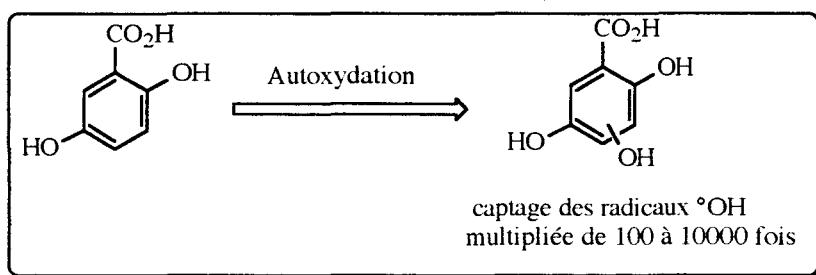 CO₂H
OH
HO
Autoxydation
CO₂H
OH
HO
OH
captage des radicaux °OH
multipliée de 100 à 10000 fois